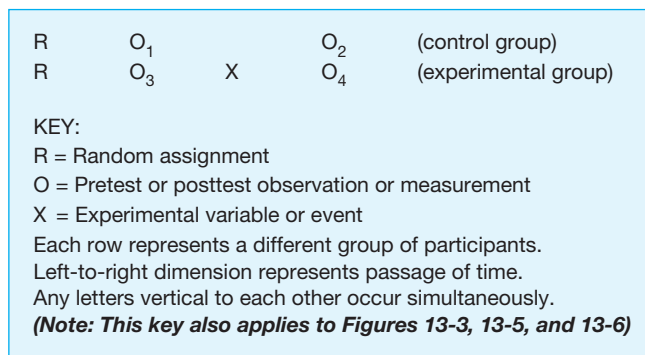 R O₁ O₂ (control group)
R O₃ X O₄ (experimental group)
KEY:
R = Random assignment
O = Pretest or posttest observation or measurement
X = Experimental variable or event
Each row represents a different group of participants.
Left-to-right dimension represents passage of time.
Any letters vertical to each other occur simultaneously.
(Note: This key also applies to Figures 13-3, 13-5, and 13-6)